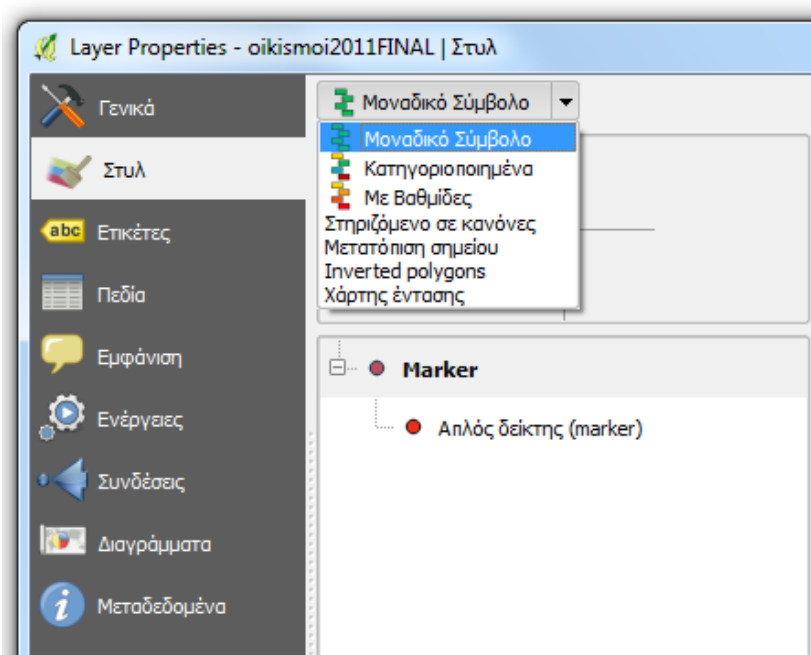 Layer Properties - oikismoi2011FINAL | Στυλ
Γενικά
Στυλ
abc Ετικέτες
Πεδία
Εμφάνιση
Ενέργειες
Συνδέσεις
Διαγράμματα
Μεταδεδομένα
Μοναδικό Σύμβολο
Μοναδικό Σύμβολο
Κατηγοριοποιημένα
Με Βαθμίδες
Στηριζόμενο σε κανόνες
Μετατόπιση σημείου
Inverted polygons
Χάρτης έντασης
Marker
Απλός δείκτης (marker)